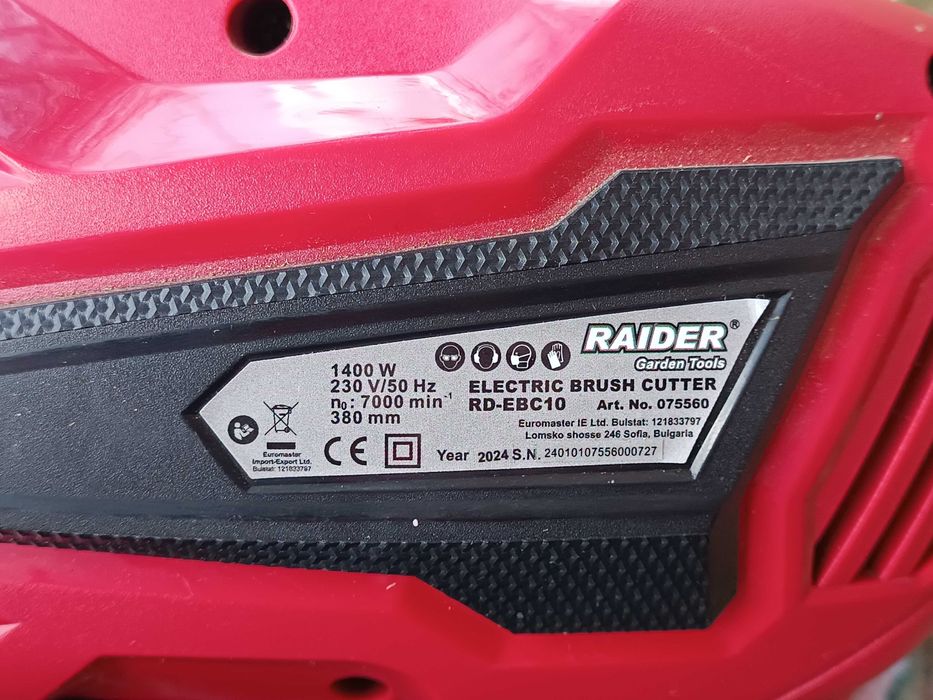 RAIDER®
Garden Tools
1400 W
230 V/50 Hz
n₀ : 7000 min⁻¹
380 mm
ELECTRIC BRUSH CUTTER
RD-EBC10 Art. No. 075560
Euromaster IE Ltd. Bulstat: 121833797
Lomsko shosse 246 Sofia, Bulgaria
Euromaster
Import-Export Ltd.
Bulstat: 121833797
CE
Year 2024 S.N. 24010107556000727